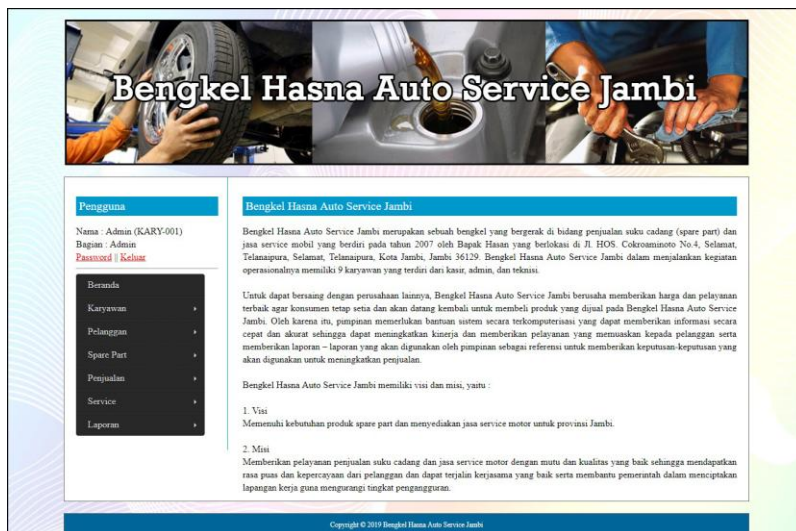 Bengkel Hasna Auto Service Jambi
Pengguna
Nama : Admin (KARY-001)
Bagian : Admin
Password || Keluar
Beranda
Karyawan
Pelanggan
Spare Part
Penjualan
Service
Laporan
Bengkel Hasna Auto Service Jambi
Bengkel Hasna Auto Service Jambi merupakan sebuah bengkel yang bergerak di bidang penjualan suku cadang (spare part) dan
jasa service mobil yang berdiri pada tahun 2007 oleh Bapak Hasan yang berlokasi di Jl. HOS. Cokroaminoto No.4, Selamat,
Telanaipura, Selamat, Telanaipura, Kota Jambi, Jambi 36129. Bengkel Hasna Auto Service Jambi dalam menjalankan kegiatan
operasionalnya memiliki 9 karyawan yang terdiri dari kasir, admin, dan teknisi.
Untuk dapat bersaing dengan perusahaan lainnya, Bengkel Hasna Auto Service Jambi berusaha memberikan harga dan pelayanan
terbaik agar konsumen tetap setia dan akan datang kembali untuk membeli produk yang dijual pada Bengkel Hasna Auto Service
Jambi. Oleh karena itu, pimpinan memerlukan bantuan sistem secara terkomputerisasi yang dapat memberikan informasi secara
cepat dan akurat sehingga dapat meningkatkan kinerja dan memberikan pelayanan yang memuaskan kepada pelanggan serta
memberikan laporan – laporan yang akan digunakan oleh pimpinan sebagai referensi untuk memberikan keputusan-keputusan yang
akan digunakan untuk meningkatkan penjualan.
Bengkel Hasna Auto Service Jambi memiliki visi dan misi, yaitu :
1. Visi
Memenuhi kebutuhan produk spare part dan menyediakan jasa service motor untuk provinsi Jambi.
2. Misi
Memberikan pelayanan penjualan suku cadang dan jasa service motor dengan mutu dan kualitas yang baik sehingga mendapatkan
rasa puas dan kepercayaan dari pelanggan dan dapat terjalin kerjasama yang baik serta membantu pemerintah dalam menciptakan
lapangan kerja guna mengurangi tingkat pengangguran.
Copyright © 2019 Bengkel Hasna Auto Service Jambi